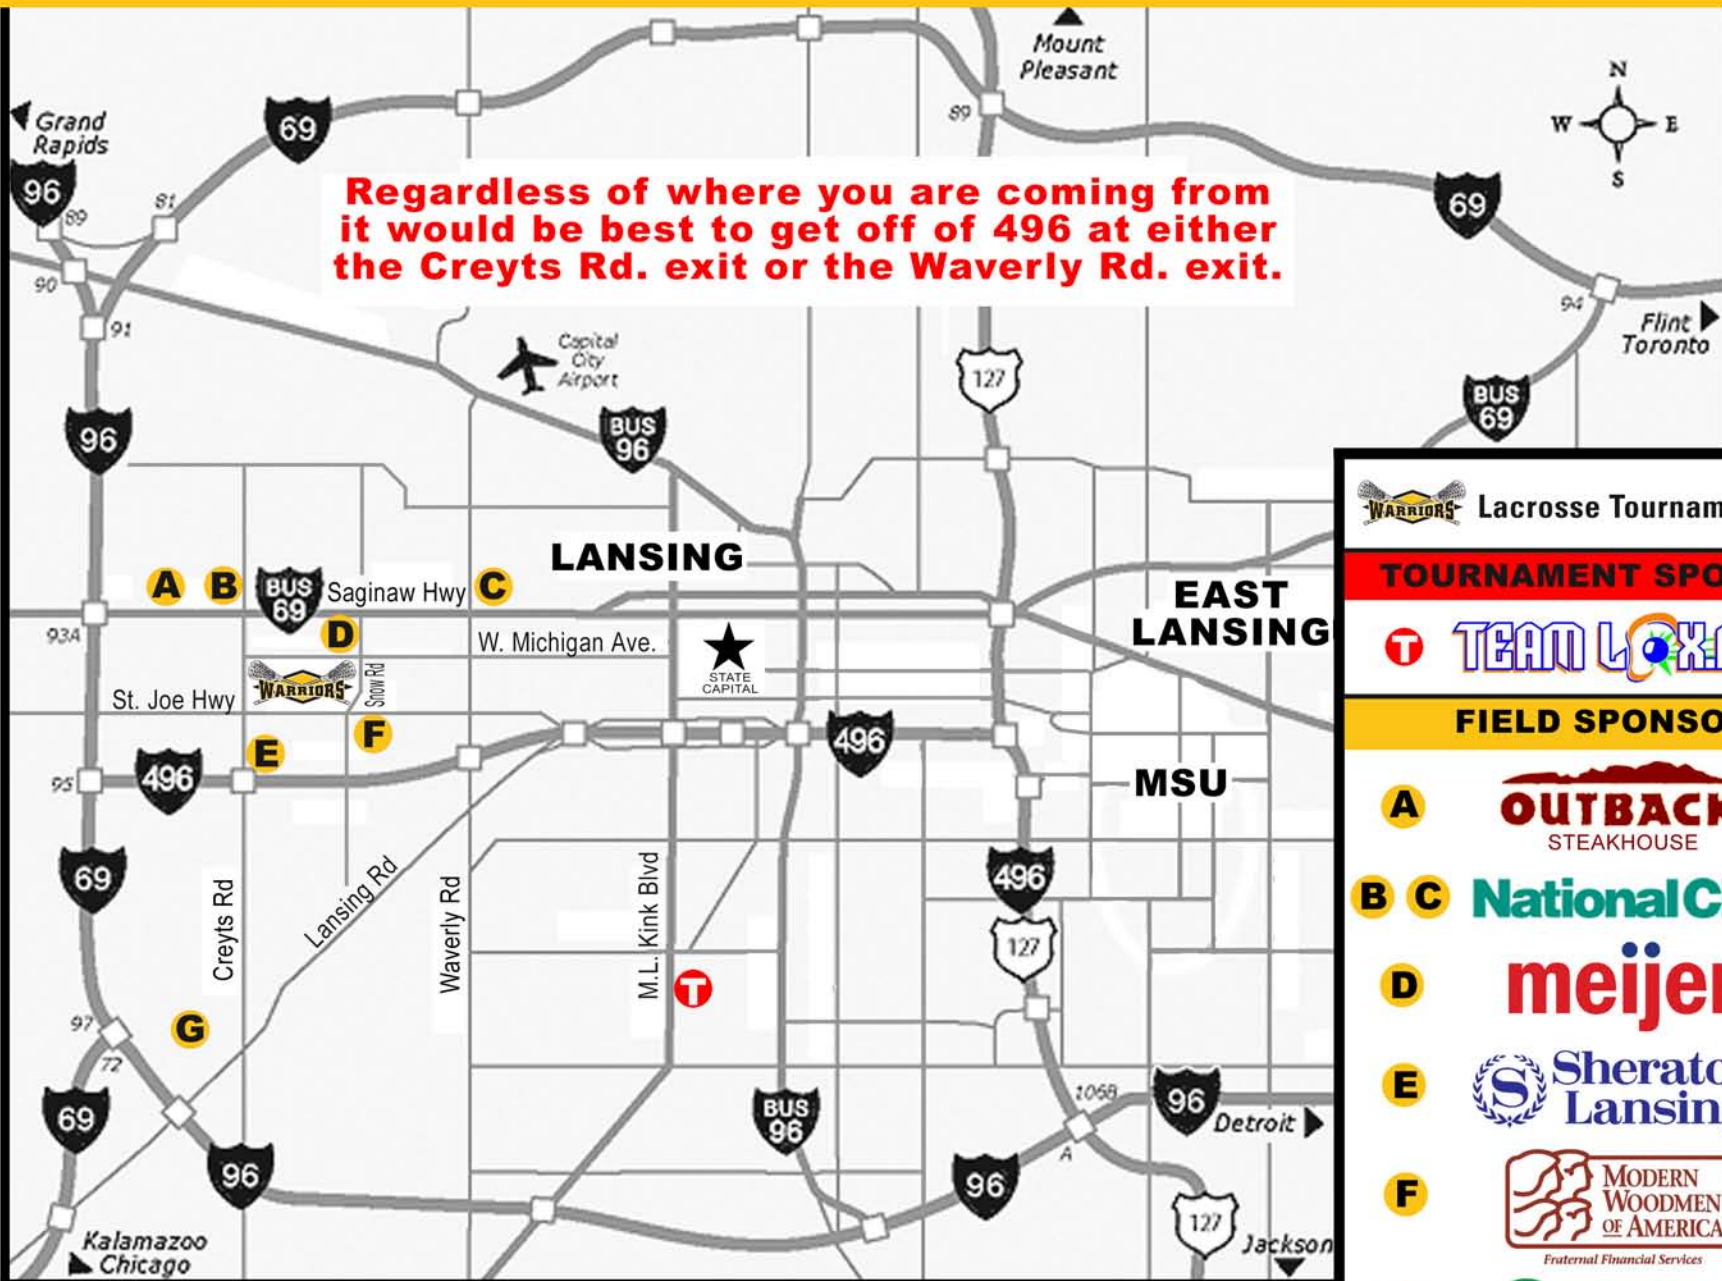 Mount
Pleasant
N
W E
S
Grand
Rapids
96
89
81
69
89
69
Regardless of where you are coming from
it would be best to get off of 496 at either
the Creyts Rd. exit or the Waverly Rd. exit.
90
91
94
Flint
Toronto
Capital
City
Airport
127
BUS
69
96
BUS
96
LANSING
A
B
BUS
69
Saginaw Hwy
C
EAST
LANSING
93A
D
W. Michigan Ave.
STATE
CAPITAL
WARRIORS
Snow Rd
St. Joe Hwy
E
F
496
95
496
MSU
69
Creyts Rd
Lansing Rd
Waverly Rd
M.L. Kink Blvd
496
127
T
97
72
G
69
96
BUS
96
106B
96
Detroit
A
96
127
Jackson
Kalamazoo
Chicago
WARRIORS Lacrosse Tournam
TOURNAMENT SPO
T TEAM LOX.
FIELD SPONSO
A OUTBACK
STEAKHOUSE
B C National C
D meijer
E S Sherato
Lansin
F MODERN
WOODMEN
OF AMERICA
Fraternal Financial Services